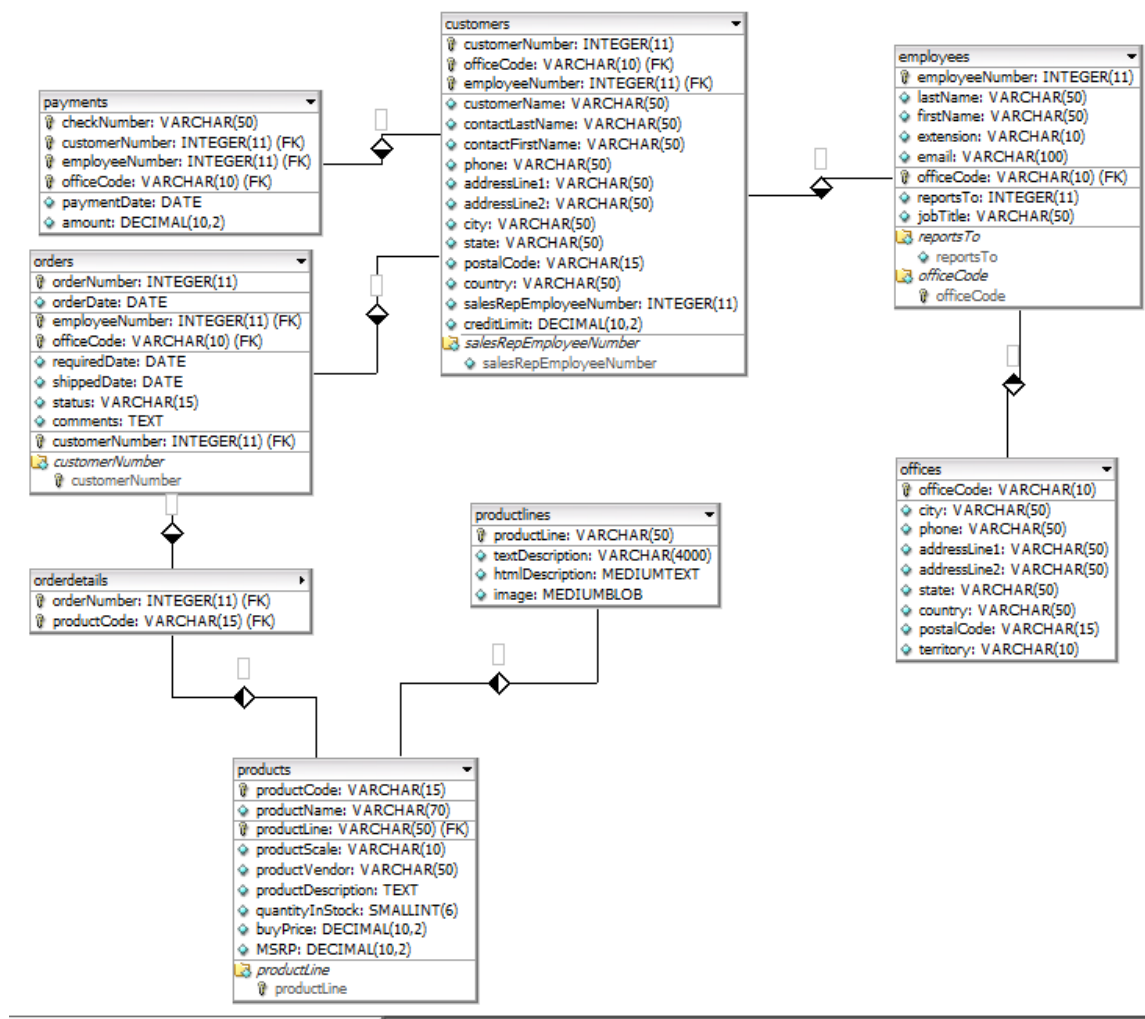 customers
customerNumber: INTEGER(11)
officeCode: VARCHAR(10) (FK)
employeeNumber: INTEGER(11) (FK)
customerName: VARCHAR(50)
contactLastName: VARCHAR(50)
contactFirstName: VARCHAR(50)
phone: VARCHAR(50)
addressLine1: VARCHAR(50)
addressLine2: VARCHAR(50)
city: VARCHAR(50)
state: VARCHAR(50)
postalCode: VARCHAR(15)
country: VARCHAR(50)
salesRepEmployeeNumber: INTEGER(11)
creditLimit: DECIMAL(10,2)
salesRepEmployeeNumber
salesRepEmployeeNumber
employees
employeeNumber: INTEGER(11)
lastName: VARCHAR(50)
firstName: VARCHAR(50)
extension: VARCHAR(10)
email: VARCHAR(100)
officeCode: VARCHAR(10) (FK)
reportsTo: INTEGER(11)
jobTitle: VARCHAR(50)
reportsTo
reportsTo
officeCode
officeCode
payments
checkNumber: VARCHAR(50)
customerNumber: INTEGER(11) (FK)
employeeNumber: INTEGER(11) (FK)
officeCode: VARCHAR(10) (FK)
paymentDate: DATE
amount: DECIMAL(10,2)
orders
orderNumber: INTEGER(11)
orderDate: DATE
employeeNumber: INTEGER(11) (FK)
officeCode: VARCHAR(10) (FK)
requiredDate: DATE
shippedDate: DATE
status: VARCHAR(15)
comments: TEXT
customerNumber: INTEGER(11) (FK)
customerNumber
customerNumber
offices
officeCode: VARCHAR(10)
city: VARCHAR(50)
phone: VARCHAR(50)
addressLine1: VARCHAR(50)
addressLine2: VARCHAR(50)
state: VARCHAR(50)
country: VARCHAR(50)
postalCode: VARCHAR(15)
territory: VARCHAR(10)
productlines
productLine: VARCHAR(50)
textDescription: VARCHAR(4000)
htmlDescription: MEDIUMTEXT
image: MEDIUMBLOB
orderdetails
orderNumber: INTEGER(11) (FK)
productCode: VARCHAR(15) (FK)
products
productCode: VARCHAR(15)
productName: VARCHAR(70)
productLine: VARCHAR(50) (FK)
productScale: VARCHAR(10)
productVendor: VARCHAR(50)
productDescription: TEXT
quantityInStock: SMALLINT(6)
buyPrice: DECIMAL(10,2)
MSRP: DECIMAL(10,2)
productLine
productLine